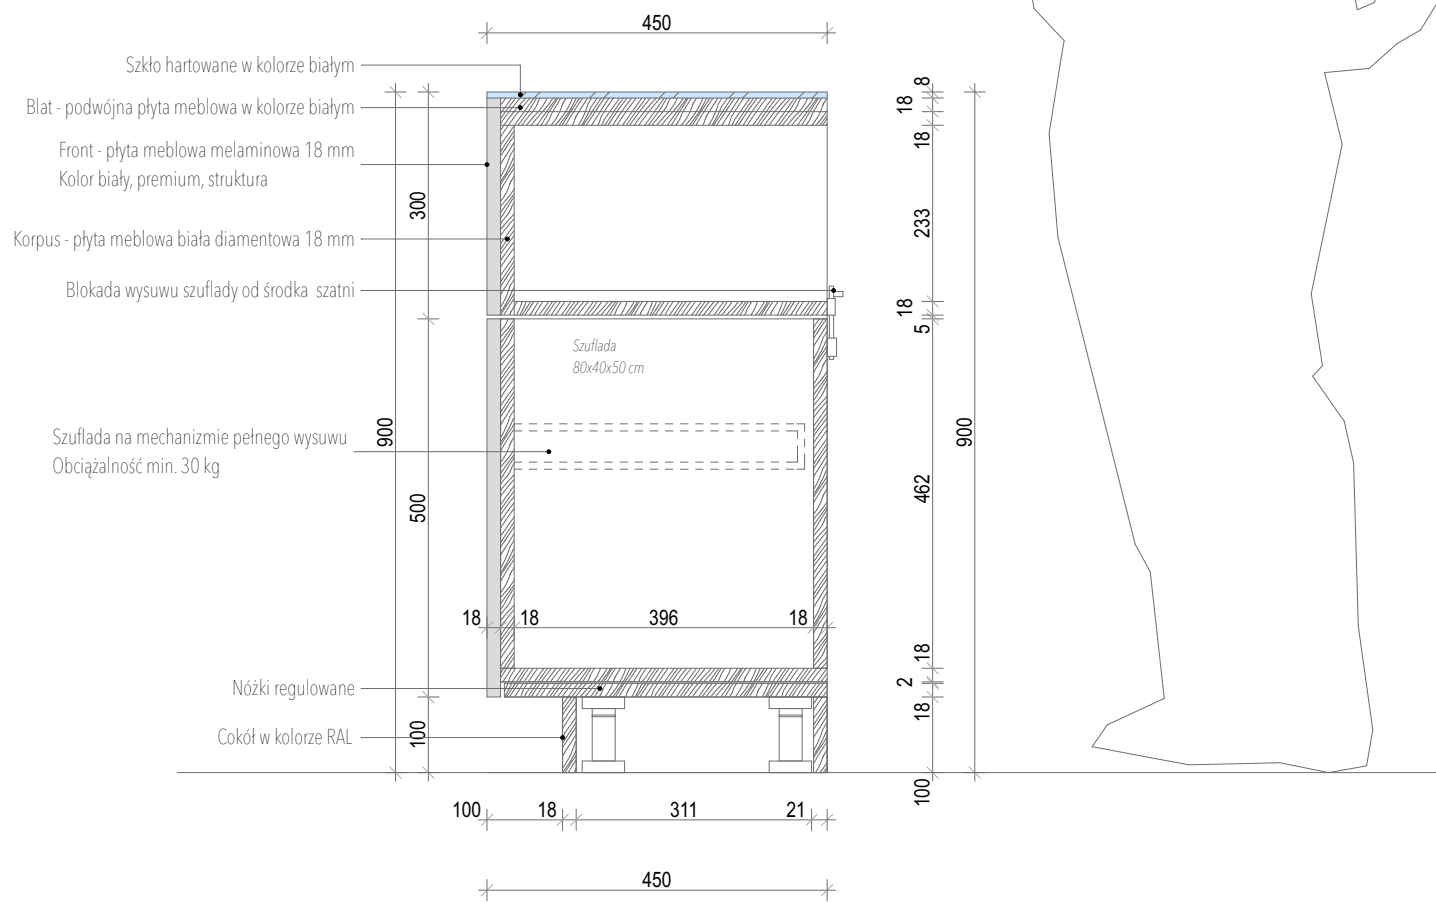 450
Szkło hartowane w kolorze białym
Blat - podwójna płyta meblowa w kolorze białym
Front - płyta meblowa melaminowa 18 mm
Kolor biały, premium, struktura
Korpus - płyta meblowa biała diamentowa 18 mm
Blokada wysuwu szuflady od środka szatni
Szuflada
80x40x50 cm
Szuflada na mechanizmie pełnego wysuwu
Obciążalność min. 30 kg
Nóżki regulowane
Cokół w kolorze RAL
900
300
500
100
18
18
396
18
8
18
18
233
18
5
462
18
2
18
100
900
100
18
311
21
450